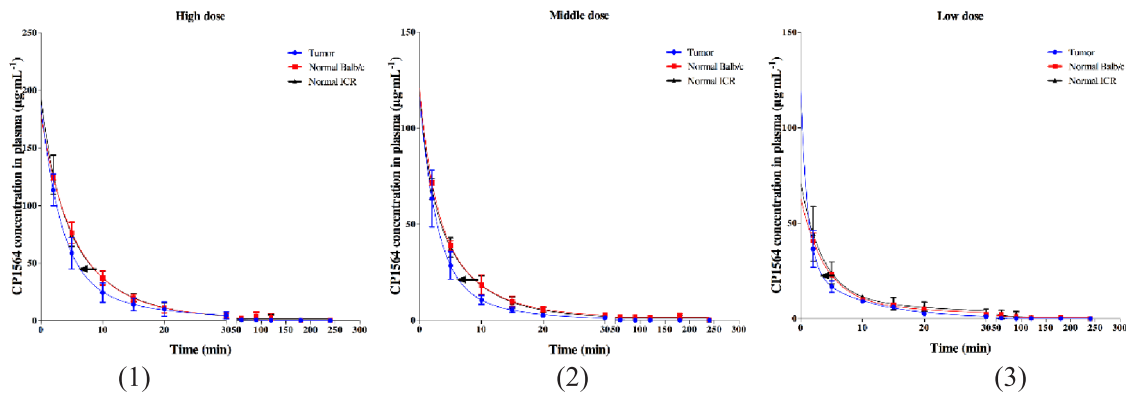 High dose
CP1564 concentration in plasma (μg·mL⁻¹)
250
200
150
100
50
0
Tumor
Normal Balb/c
Normal ICR
0 10 20 30 50 100 150 200 250 300
Time (min)
(1)
Middle dose
CP1564 concentration in plasma (μg·mL⁻¹)
150
100
50
0
Tumor
Normal Balb/c
Normal ICR
0 10 20 30 50 100 150 200 250 300
Time (min)
(2)
Low dose
CP1564 concentration in plasma (μg·mL⁻¹)
150
100
50
0
Tumor
Normal Balb/c
Normal ICR
0 10 20 30 50 100 150 200 250 300
Time (min)
(3)